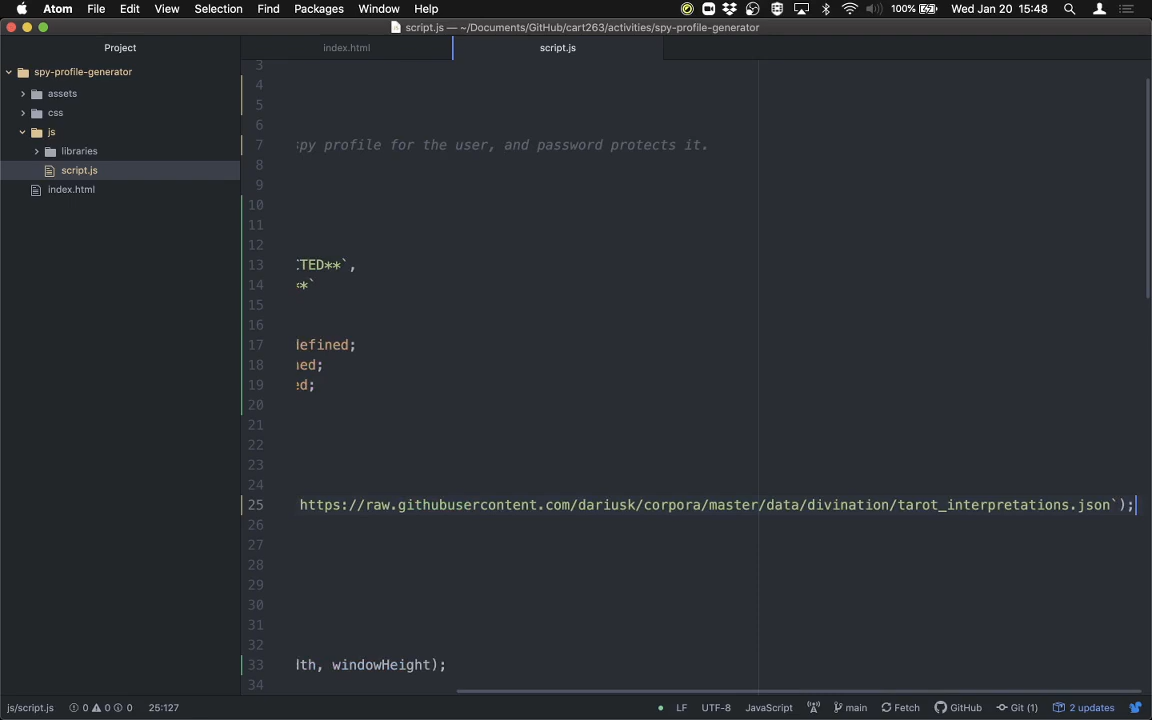 Atom File Edit View Selection Find Packages Window Help 100% Wed Jan 20 15:48
script.js — ~/Documents/GitHub/cart263/activities/spy-profile-generator
Project index.html script.js
spy-profile-generator
assets
css
js
libraries
script.js
index.html
3
4
5
6
7 spy profile for the user, and password protects it.
8
9
10
11
12
13 CTED**`,
14 **`
15
16
17 defined;
18 ned;
19 ed;
20
21
22
23
24
25 https://raw.githubusercontent.com/dariusk/corpora/master/data/divination/tarot_interpretations.json`);
26
27
28
29
30
31
32
33 dth, windowHeight);
34
js/script.js 0 0 0 25:127 LF UTF-8 JavaScript main Fetch GitHub Git (1) 2 updates